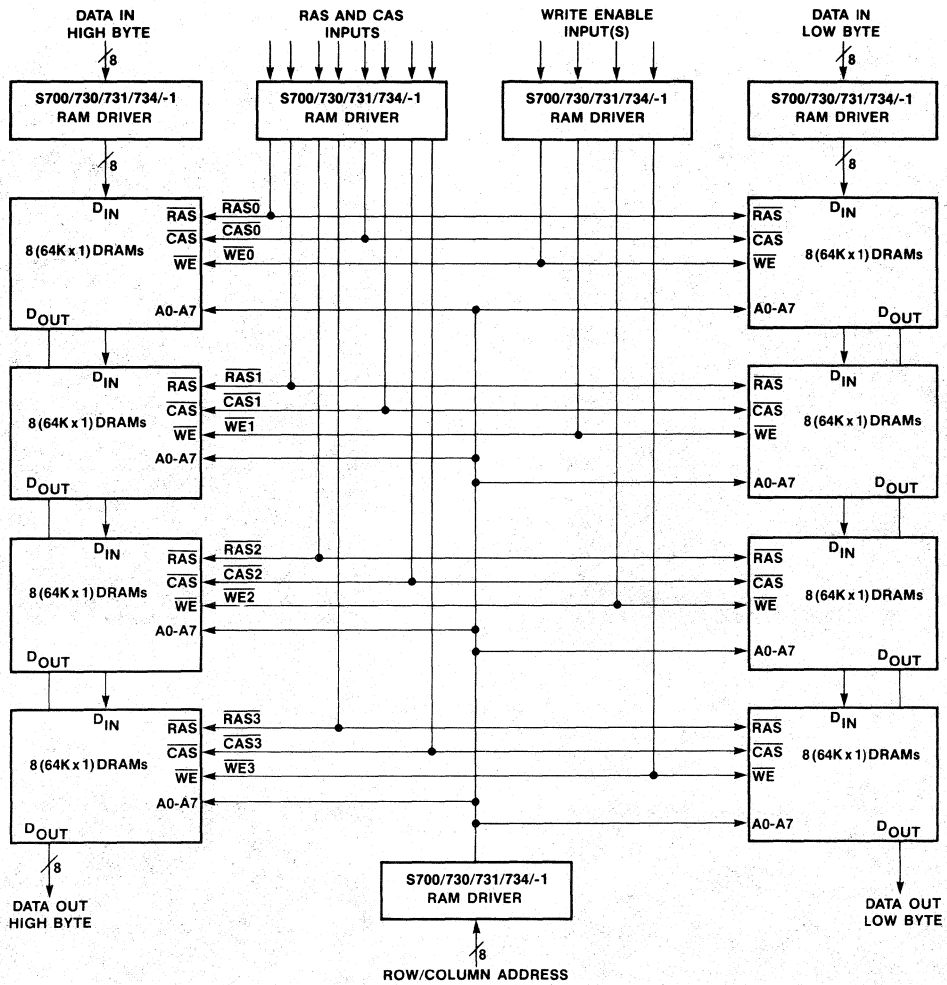 DATA IN
HIGH BYTE
8
RAS AND CAS
INPUTS
WRITE ENABLE
INPUT(S)
DATA IN
LOW BYTE
8
S700/730/731/734/-1
RAM DRIVER
S700/730/731/734/-1
RAM DRIVER
S700/730/731/734/-1
RAM DRIVER
S700/730/731/734/-1
RAM DRIVER
8
8
DIN
RAS
CAS
8 (64K x 1) DRAMs
WE
A0-A7
DOUT
RAS0
CAS0
WE0
DIN
RAS
CAS
8 (64K x 1) DRAMs
WE
A0-A7
DOUT
DIN
RAS
CAS
8 (64K x 1) DRAMs
WE
A0-A7
DOUT
RAS1
CAS1
WE1
DIN
RAS
CAS
8 (64K x 1) DRAMs
WE
A0-A7
DOUT
DIN
RAS
CAS
8 (64K x 1) DRAMs
WE
A0-A7
DOUT
RAS2
CAS2
WE2
DIN
RAS
CAS
8 (64K x 1) DRAMs
WE
A0-A7
DOUT
DIN
RAS
CAS
8 (64K x 1) DRAMs
WE
A0-A7
DOUT
RAS3
CAS3
WE3
DIN
RAS
CAS
8 (64K x 1) DRAMs
WE
A0-A7
DOUT
8
DATA OUT
HIGH BYTE
S700/730/731/734/-1
RAM DRIVER
8
ROW/COLUMN ADDRESS
DATA OUT
LOW BYTE